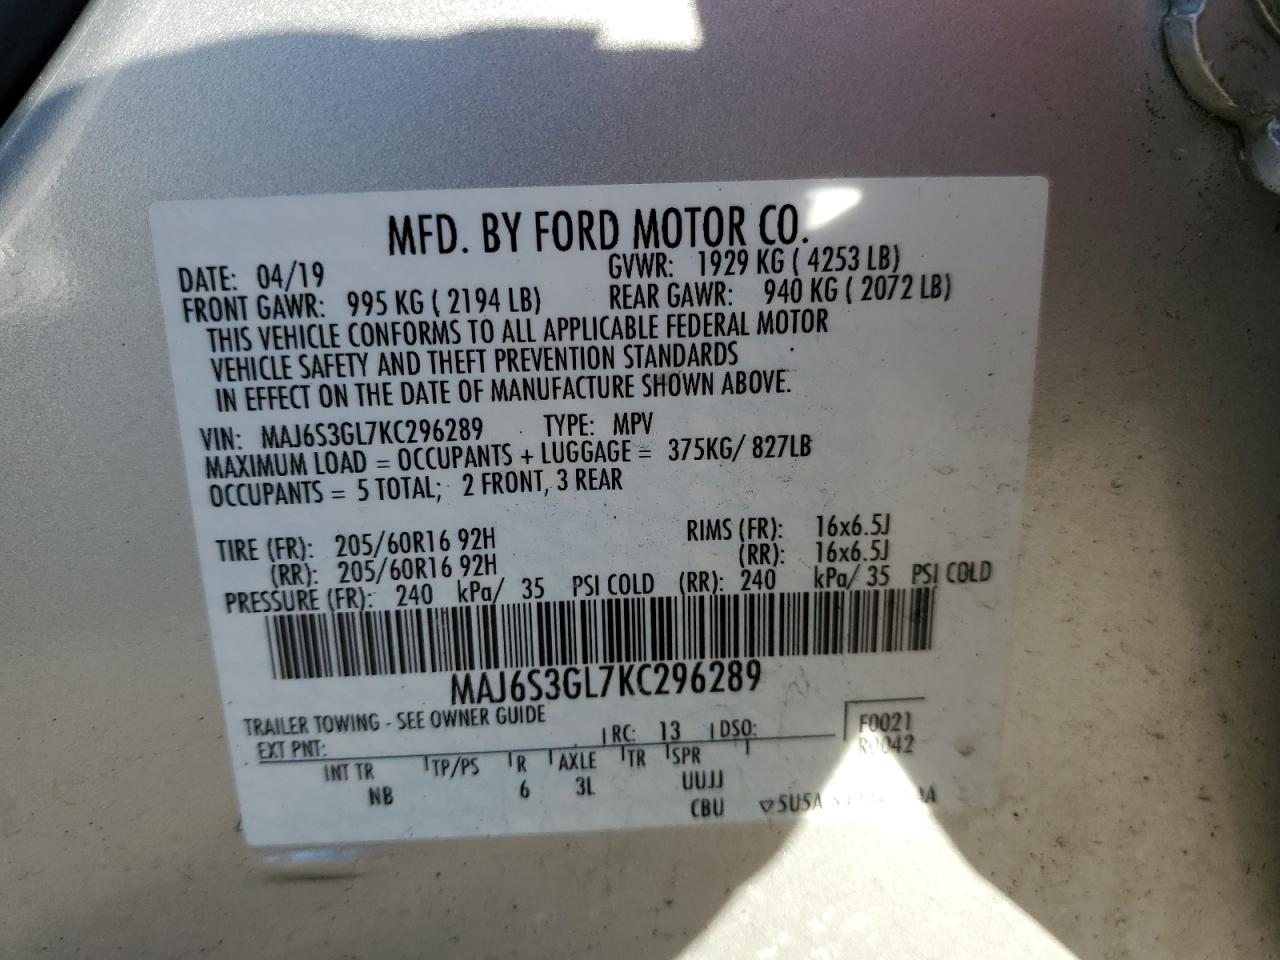 MFD. BY FORD MOTOR CO.
DATE: 04/19 GVWR: 1929 KG ( 4253 LB)
FRONT GAWR: 995 KG ( 2194 LB) REAR GAWR: 940 KG ( 2072 LB)
THIS VEHICLE CONFORMS TO ALL APPLICABLE FEDERAL MOTOR
VEHICLE SAFETY AND THEFT PREVENTION STANDARDS
IN EFFECT ON THE DATE OF MANUFACTURE SHOWN ABOVE.
VIN: MAJ6S3GL7KC296289 TYPE: MPV
MAXIMUM LOAD = OCCUPANTS + LUGGAGE = 375KG/ 827LB
OCCUPANTS = 5 TOTAL; 2 FRONT, 3 REAR
TIRE (FR): 205/60R16 92H RIMS (FR): 16x6.5J
(RR): 205/60R16 92H (RR): 16x6.5J
PRESSURE (FR): 240 kPa/ 35 PSI COLD (RR): 240 kPa/ 35 PSI COLD
MAJ6S3GL7KC296289
TRAILER TOWING - SEE OWNER GUIDE
EXT PNT: RC: 13 DSO: F0021
R0042
INT TR TP/PS R AXLE TR SPR
NB 6 3L UUJJ
CBU